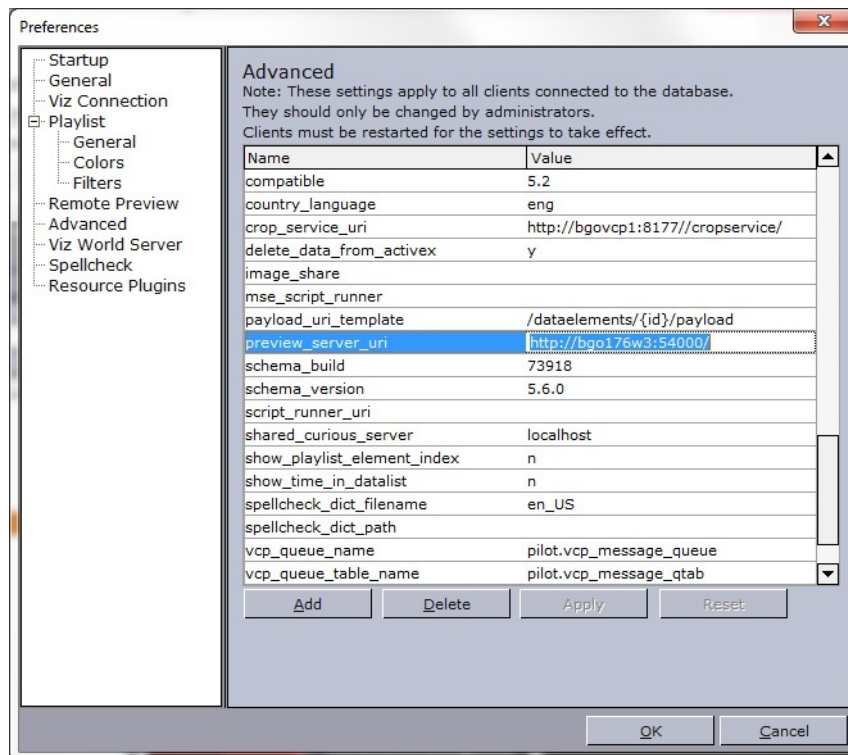 Preferences
Startup
General
Viz Connection
Playlist
General
Colors
Filters
Remote Preview
Advanced
Viz World Server
Spellcheck
Resource Plugins
Advanced
Note: These settings apply to all clients connected to the database.
They should only be changed by administrators.
Clients must be restarted for the settings to take effect.
Name Value
compatible 5.2
country_language eng
crop_service_uri http://bgovcp1:8177//cropservice/
delete_data_from_activex y
image_share
mse_script_runner
payload_uri_template /dataelements/{id}/payload
preview_server_uri http://bgo176w3:54000/
schema_build 73918
schema_version 5.6.0
script_runner_uri
shared_curious_server localhost
show_playlist_element_index n
show_time_in_datalist n
spellcheck_dict_filename en_US
spellcheck_dict_path
vcp_queue_name pilot.vcp_message_queue
vcp_queue_table_name pilot.vcp_message_qtab
Add Delete Apply Reset
OK Cancel